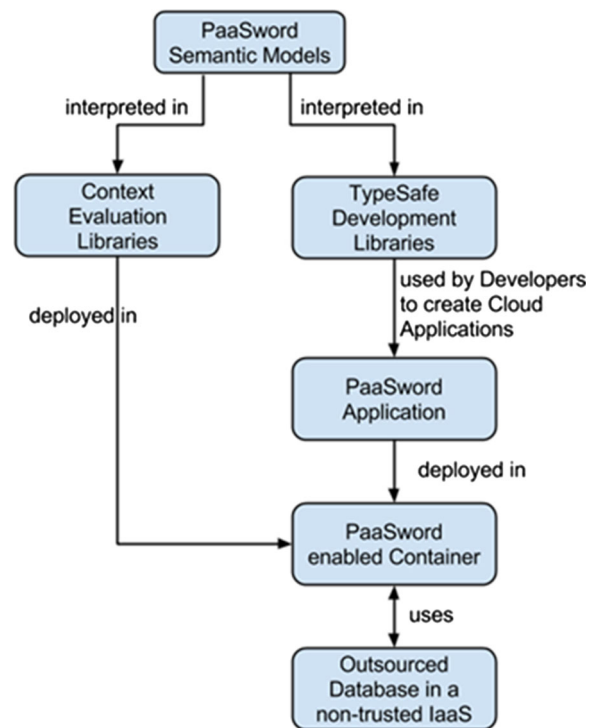 PaaSword
Semantic Models
interpreted in
interpreted in
Context
Evaluation
Libraries
TypeSafe
Development
Libraries
used by Developers
to create Cloud
Applications
deployed in
PaaSword
Application
deployed in
PaaSword
enabled Container
uses
Outsourced
Database in a
non-trusted IaaS